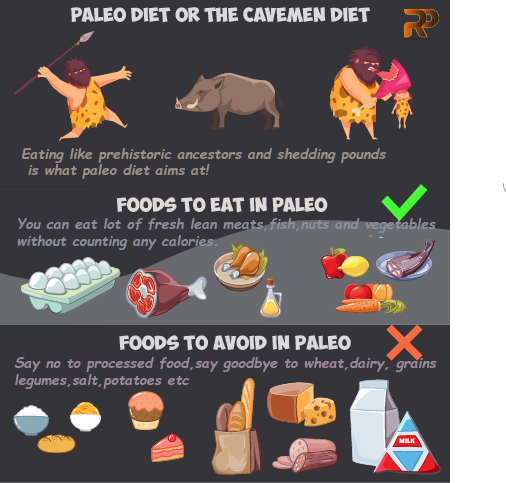 PALEO DIET OR THE CAVEMEN DIET
Eating like prehistoric ancestors and shedding pounds
is what paleo diet aims at!
FOODS TO EAT IN PALEO
You can eat lot of fresh lean meats,fish,nuts and vegetables
without counting any calories.
FOODS TO AVOID IN PALEO
Say no to processed food,say goodbye to wheat,dairy, grains
legumes,salt,potatoes etc
MILK